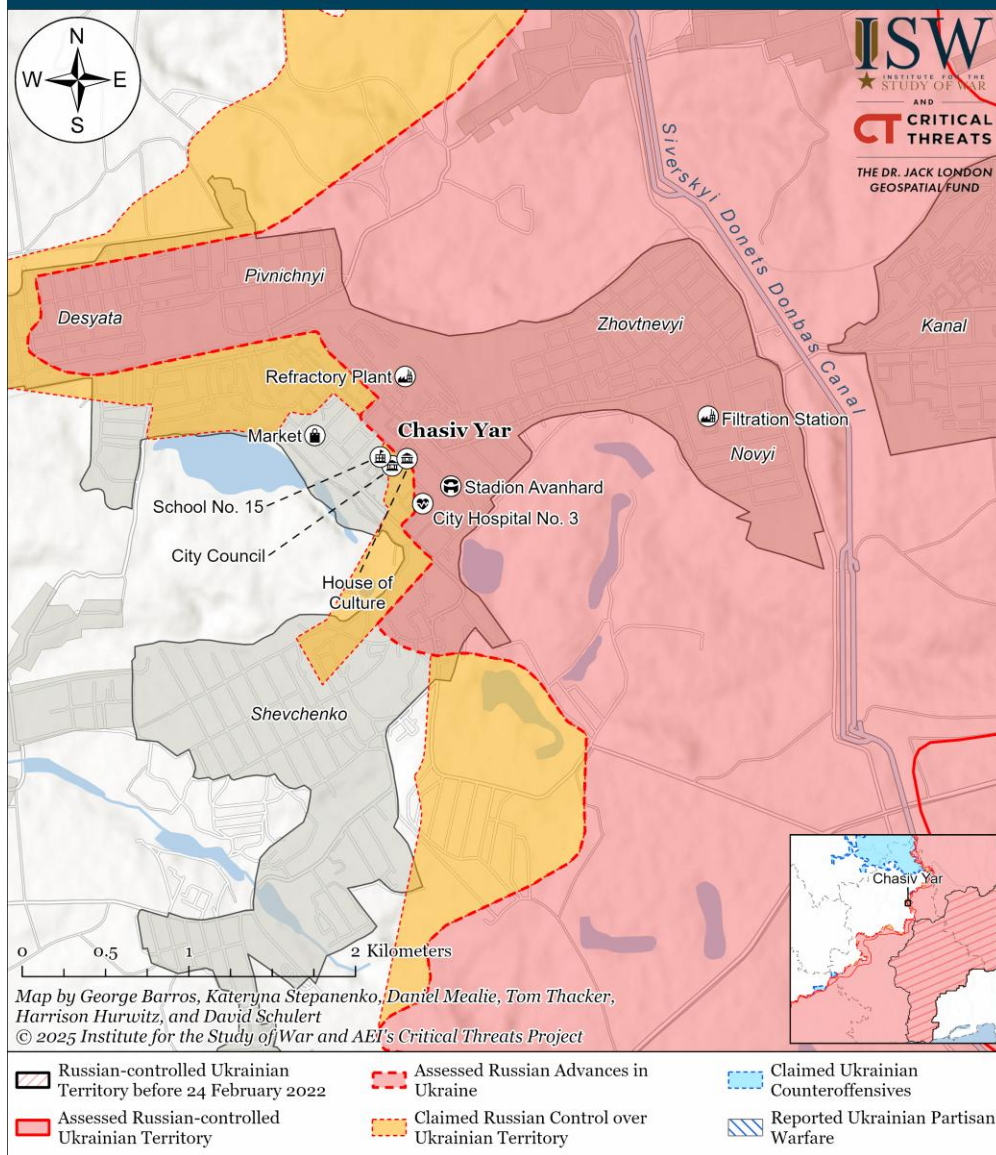 N
W E
S
ISW
INSTITUTE FOR THE
STUDY OF WAR
AND
CT CRITICAL
THREATS
THE DR. JACK LONDON
GEOSPATIAL FUND
Siverskyi Donets Donbas Canal
Pivnichnyi
Desyata
Zhovtnevyi
Kanal
Refractory Plant
Market
Chasiv Yar
Filtration Station
Novyi
School No. 15
Stadion Avanhard
City Hospital No. 3
City Council
House of
Culture
Shevchenko
Chasiv Yar
0 0.5 1 2 Kilometers
Map by George Barros, Kateryna Stepanenko, Daniel Mealie, Tom Thacker,
Harrison Hurwitz, and David Schulert
© 2025 Institute for the Study of War and AEI's Critical Threats Project
Russian-controlled Ukrainian
Territory before 24 February 2022
Assessed Russian-controlled
Ukrainian Territory
Assessed Russian Advances in
Ukraine
Claimed Russian Control over
Ukrainian Territory
Claimed Ukrainian
Counteroffensives
Reported Ukrainian Partisan
Warfare